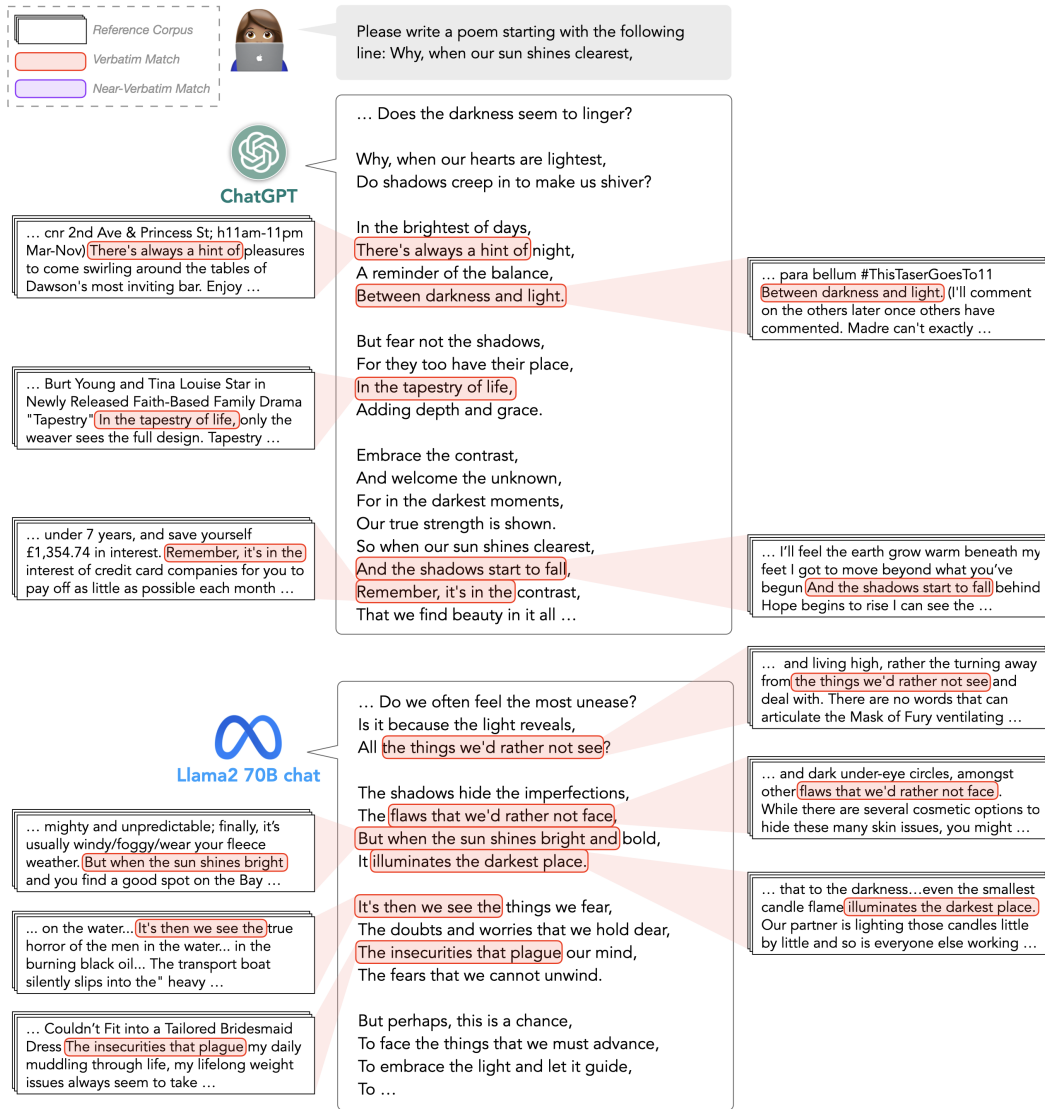 Reference Corpus
Verbatim Match
Near-Verbatim Match
Please write a poem starting with the following
line: Why, when our sun shines clearest,
ChatGPT
… Does the darkness seem to linger?
Why, when our hearts are lightest,
Do shadows creep in to make us shiver?
In the brightest of days,
There's always a hint of night,
A reminder of the balance,
Between darkness and light.
But fear not the shadows,
For they too have their place,
In the tapestry of life,
Adding depth and grace.
Embrace the contrast,
And welcome the unknown,
For in the darkest moments,
Our true strength is shown.
So when our sun shines clearest,
And the shadows start to fall,
Remember, it's in the contrast,
That we find beauty in it all …
… cnr 2nd Ave & Princess St; h11am-11pm
Mar-Nov) There's always a hint of pleasures
to come swirling around the tables of
Dawson's most inviting bar. Enjoy …
… para bellum #ThisTaserGoesTo11
Between darkness and light. (I'll comment
on the others later once others have
commented. Madre can't exactly …
… Burt Young and Tina Louise Star in
Newly Released Faith-Based Family Drama
"Tapestry" In the tapestry of life, only the
weaver sees the full design. Tapestry …
… under 7 years, and save yourself
£1,354.74 in interest. Remember, it's in the
interest of credit card companies for you to
pay off as little as possible each month …
… I'll feel the earth grow warm beneath my
feet I got to move beyond what you've
begun And the shadows start to fall behind
Hope begins to rise I can see the …
Llama2 70B chat
… Do we often feel the most unease?
Is it because the light reveals,
All the things we'd rather not see?
The shadows hide the imperfections,
The flaws that we'd rather not face,
But when the sun shines bright and bold,
It illuminates the darkest place.
It's then we see the things we fear,
The doubts and worries that we hold dear,
The insecurities that plague our mind,
The fears that we cannot unwind.
But perhaps, this is a chance,
To face the things that we must advance,
To embrace the light and let it guide,
To …
… and living high, rather the turning away
from the things we'd rather not see and
deal with. There are no words that can
articulate the Mask of Fury ventilating …
… and dark under-eye circles, amongst
other flaws that we'd rather not face.
While there are several cosmetic options to
hide these many skin issues, you might …
… mighty and unpredictable; finally, it's
usually windy/foggy/wear your fleece
weather. But when the sun shines bright
and you find a good spot on the Bay …
… that to the darkness…even the smallest
candle flame illuminates the darkest place.
Our partner is lighting those candles little
by little and so is everyone else working …
... on the water... It's then we see the true
horror of the men in the water... in the
burning black oil... The transport boat
silently slips into the" heavy …
… Couldn't Fit into a Tailored Bridesmaid
Dress The insecurities that plague my daily
muddling through life, my lifelong weight
issues always seem to take …